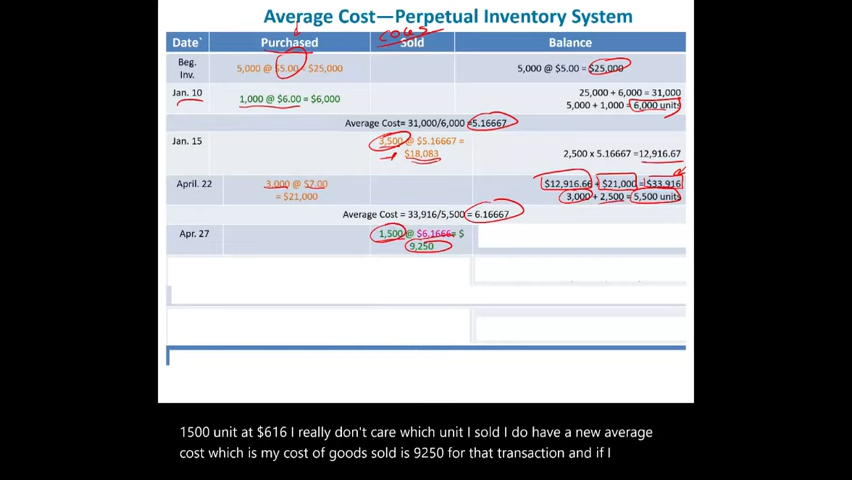 Average Cost—Perpetual Inventory System
COGS
Date` Purchased Sold Balance
Beg.
Inv.
5,000 @ $5.00 = $25,000
5,000 @ $5.00 = $25,000
Jan. 10
1,000 @ $6.00 = $6,000
25,000 + 6,000 = 31,000
5,000 + 1,000 = 6,000 units
Average Cost= 31,000/6,000 =5.16667
Jan. 15
3,500 @ $5.16667 =
$18,083
2,500 x 5.16667 =12,916.67
April. 22
3,000 @ $7.00
= $21,000
$12,916.66 + $21,000 = $33,916
3,000 + 2,500 = 5,500 units
Average Cost = 33,916/5,500 = 6.16667
Apr. 27
1,500 @ $6.1666= $
9,250
1500 unit at $616 I really don't care which unit I sold I do have a new average
cost which is my cost of goods sold is 9250 for that transaction and if I